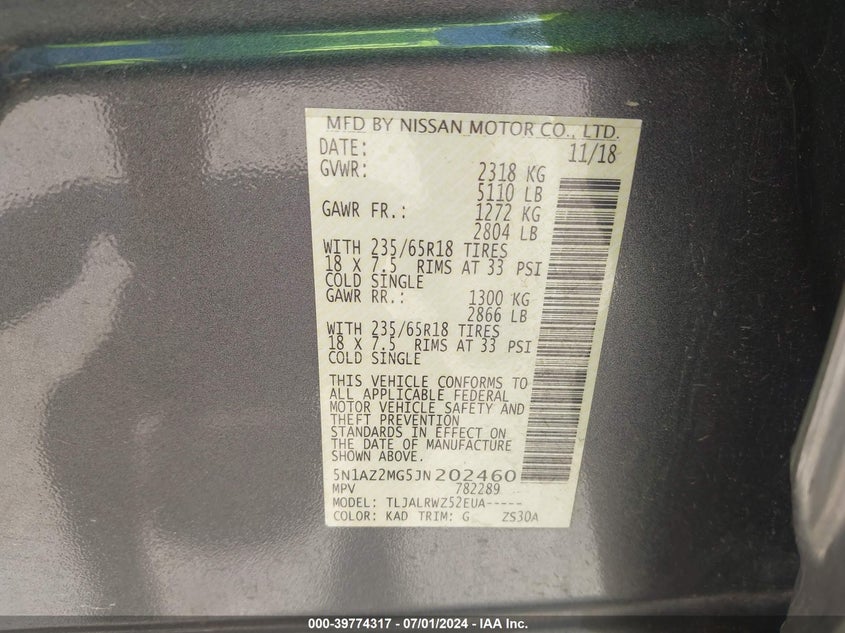 MFD BY NISSAN MOTOR CO., LTD.
DATE: 11/18
GVWR: 2318 KG
5110 LB
GAWR FR.: 1272 KG
2804 LB
WITH 235/65R18 TIRES
18 X 7.5 RIMS AT 33 PSI
COLD SINGLE
GAWR RR.: 1300 KG
2866 LB
WITH 235/65R18 TIRES
18 X 7.5 RIMS AT 33 PSI
COLD SINGLE
THIS VEHICLE CONFORMS TO
ALL APPLICABLE FEDERAL
MOTOR VEHICLE SAFETY AND
THEFT PREVENTION
STANDARDS IN EFFECT ON
THE DATE OF MANUFACTURE
SHOWN ABOVE.
5N1AZ2MG5JN202460
MPV 782289
MODEL: TLJALRWZ52EUA-----
COLOR: KAD TRIM: G ZS30A
000-39774317 - 07/01/2024 - IAA Inc.